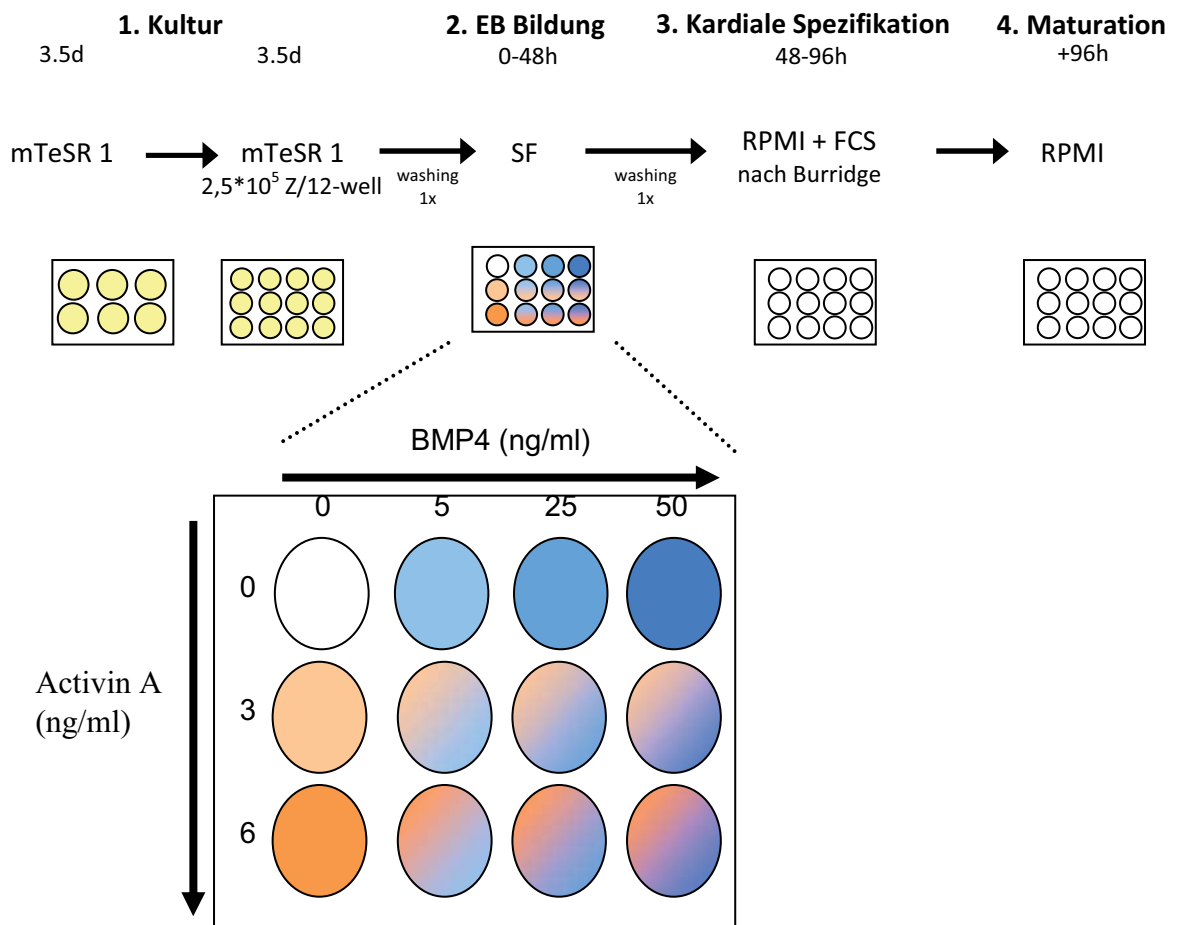 1. Kultur 2. EB Bildung 3. Kardiale Spezifikation 4. Maturation
3.5d 3.5d 0-48h 48-96h +96h
mTeSR 1 mTeSR 1 SF RPMI + FCS RPMI
2,5*10⁵ Z/12-well washing washing nach Burridge
1x 1x
BMP4 (ng/ml)
0 5 25 50
0
Activin A
(ng/ml)
3
6